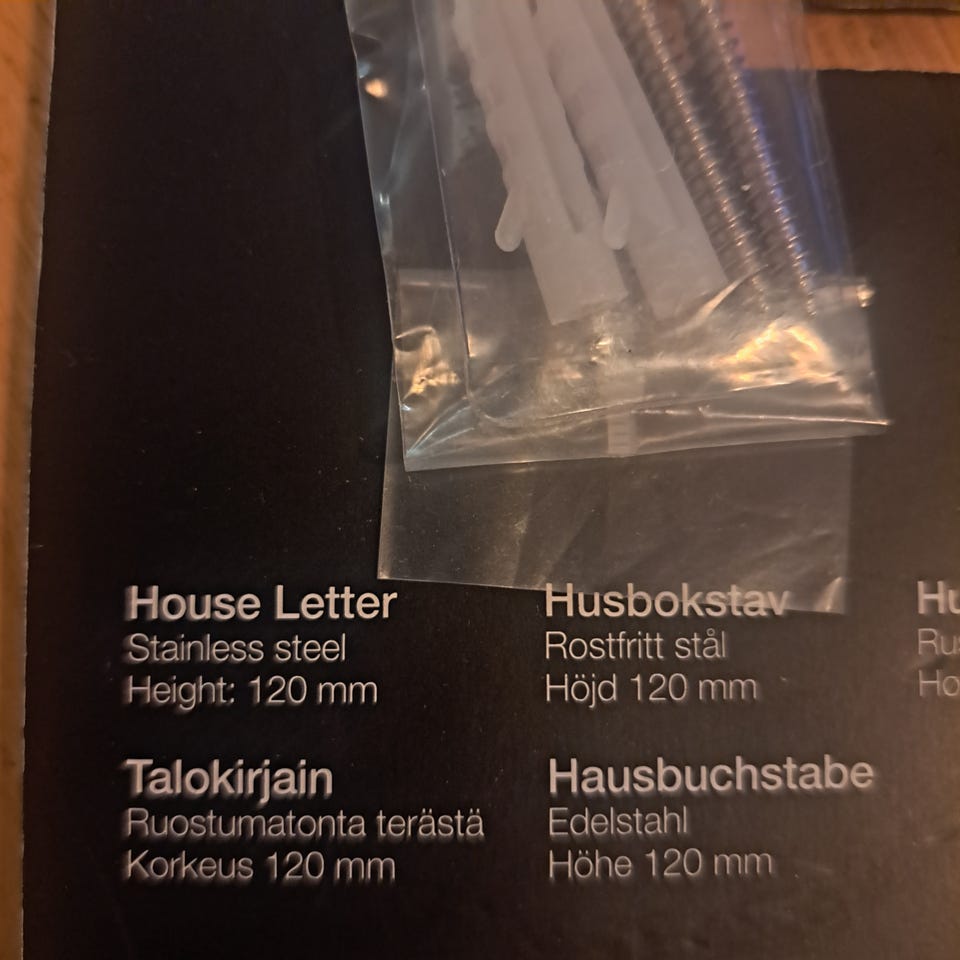 House Letter
Stainless steel
Height: 120 mm
Husbokstav
Rostfritt stål
Höjd 120 mm
Talokirjain
Ruostumatonta terästä
Korkeus 120 mm
Hausbuchstabe
Edelstahl
Höhe 120 mm